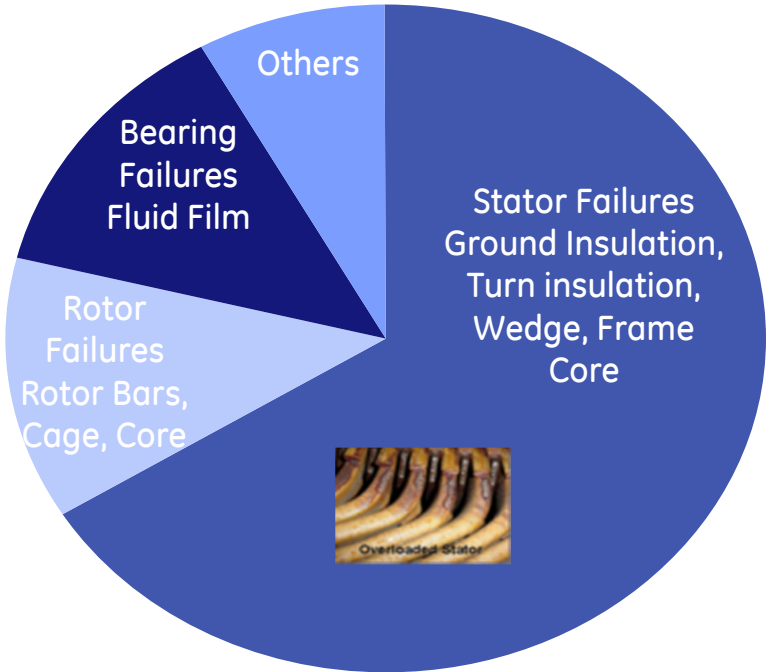 Others
Bearing
Failures
Fluid Film
Stator Failures
Ground Insulation,
Turn insulation,
Wedge, Frame
Core
Rotor
Failures
Rotor Bars,
Cage, Core
Overloaded Stator